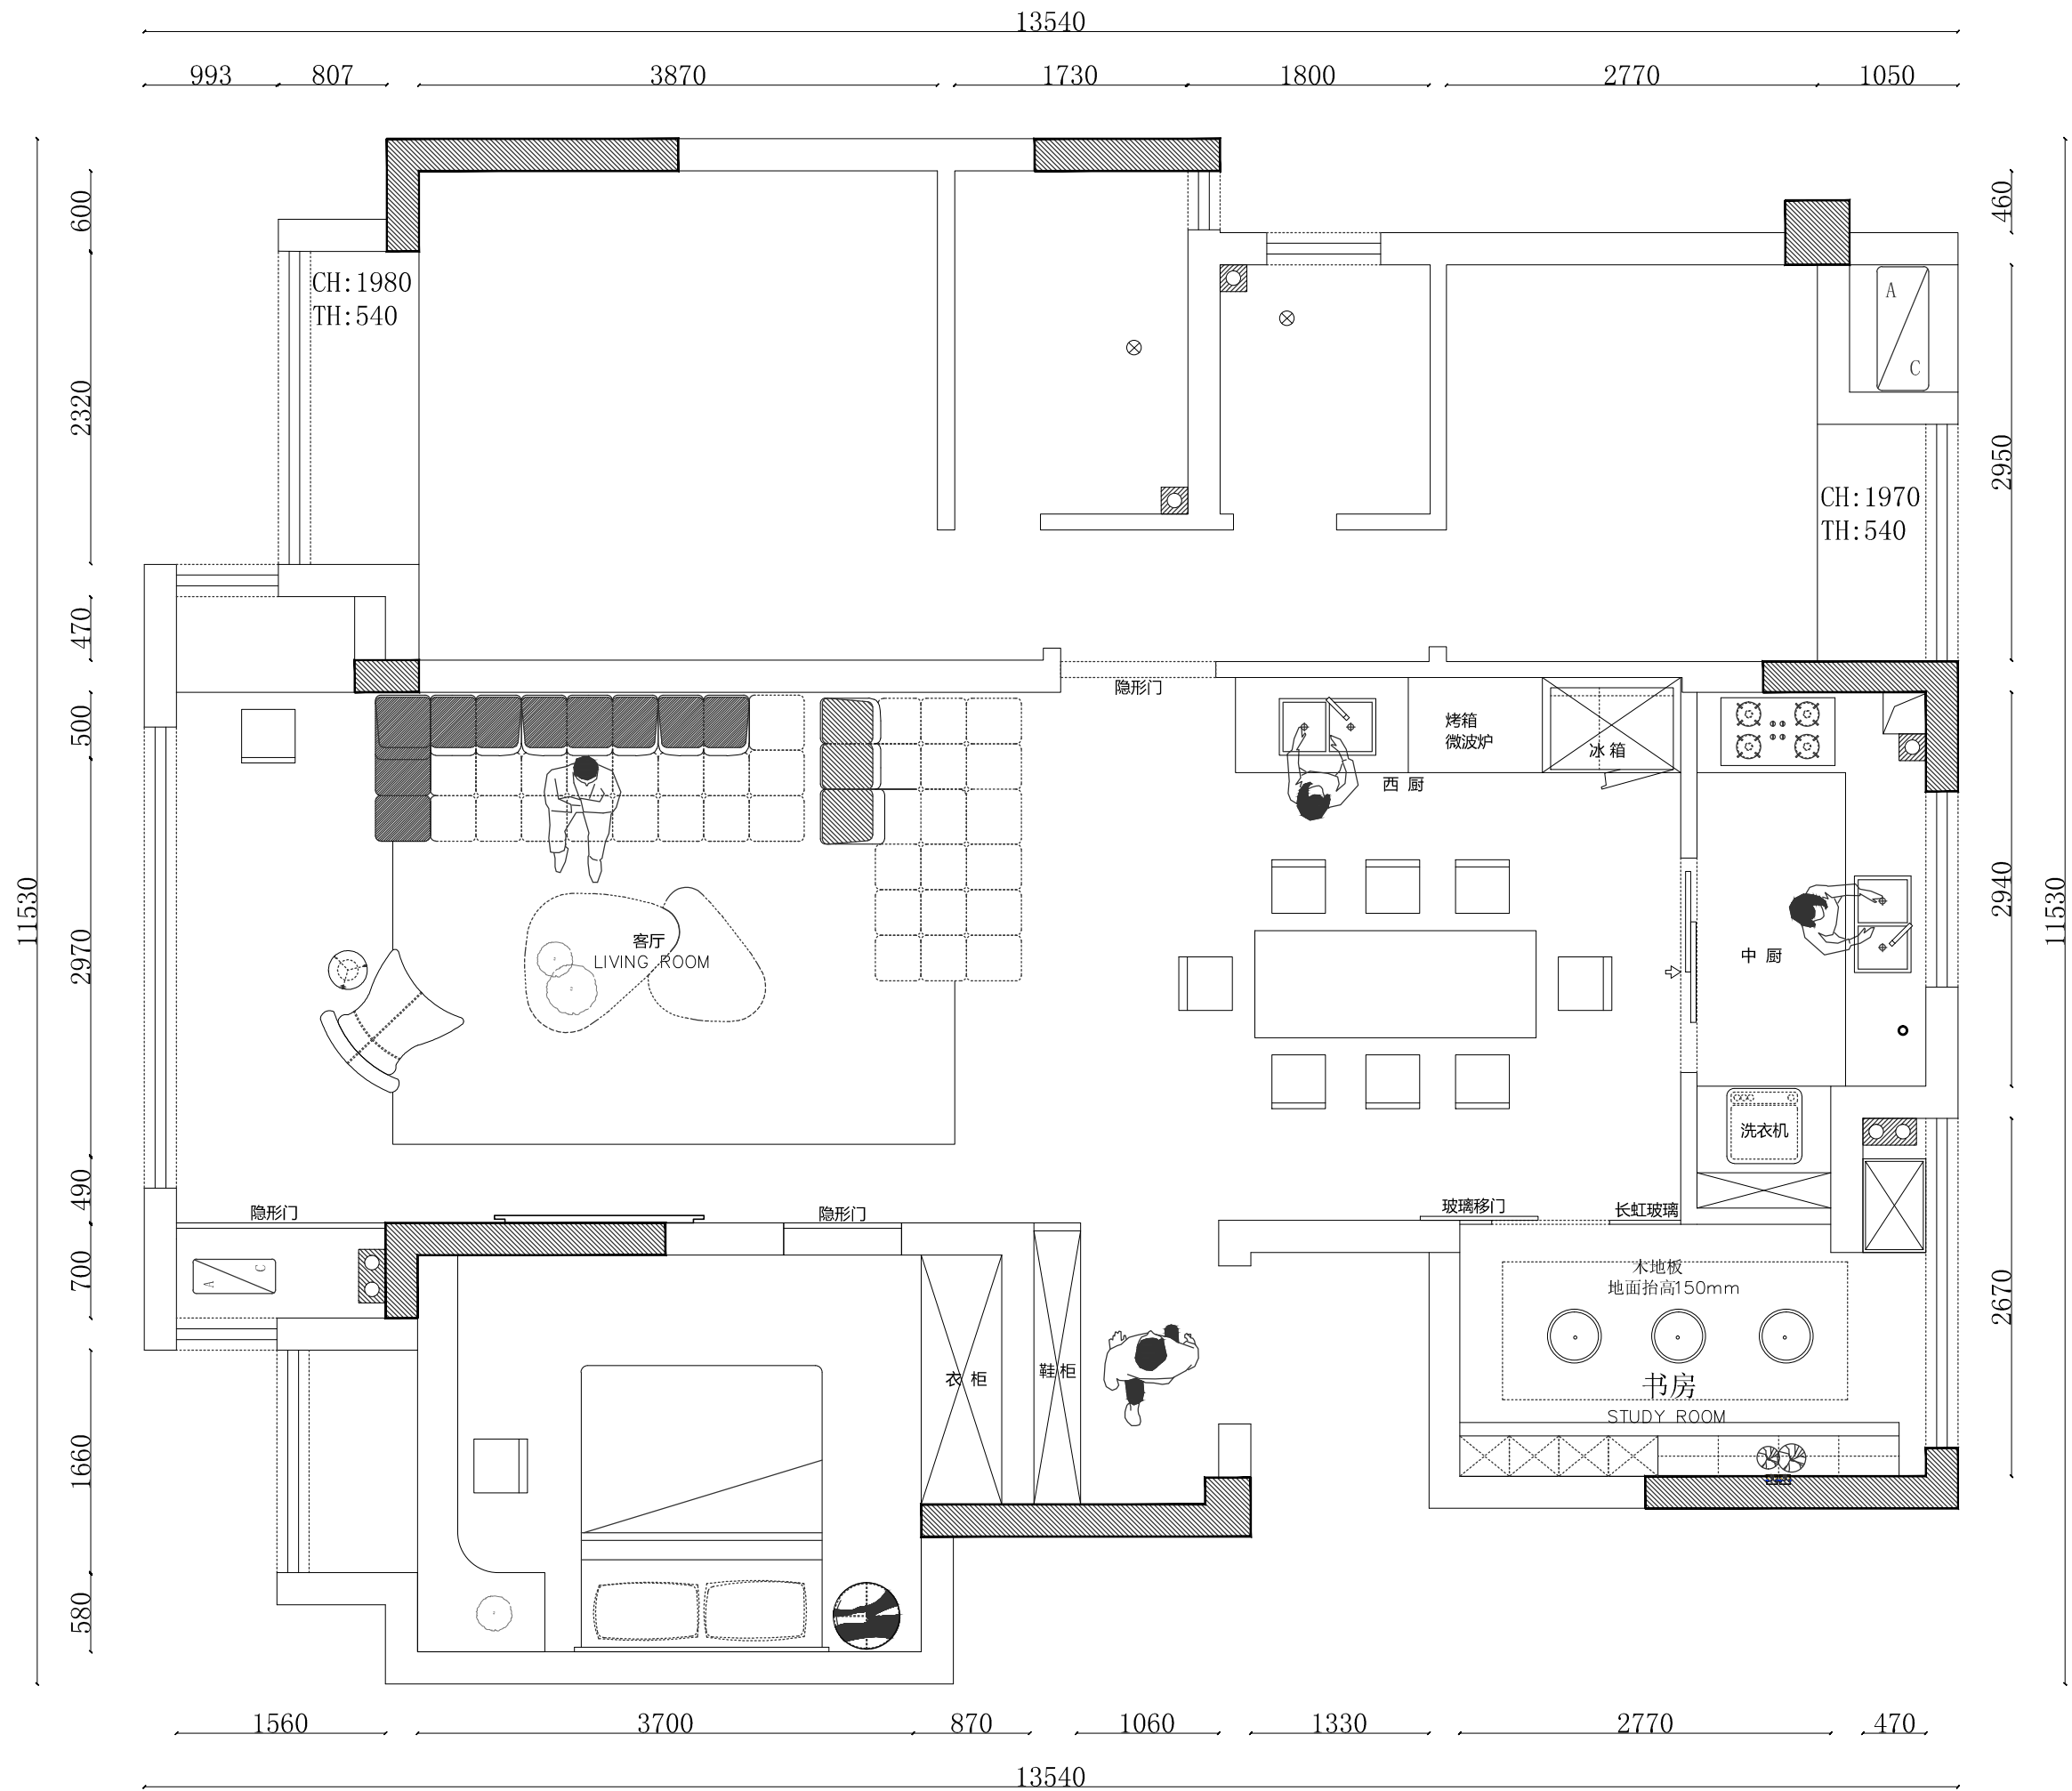 13540
993 807 3870 1730 1800 2770 1050
600
460
CH:1980
TH:540
A
C
2320
2950
CH:1970
TH:540
470
隐形门
500
烤箱
微波炉
冰箱
西 厨
11530
11530
2940
2970
客厅
LIVING ROOM
中 厨
洗衣机
490
隐形门
隐形门
玻璃移门
长虹玻璃
700
A
C
木地板
地面抬高150mm
2670
衣 柜
鞋 柜
书房
STUDY ROOM
1660
580
1560 3700 870 1060 1330 2770 470
13540